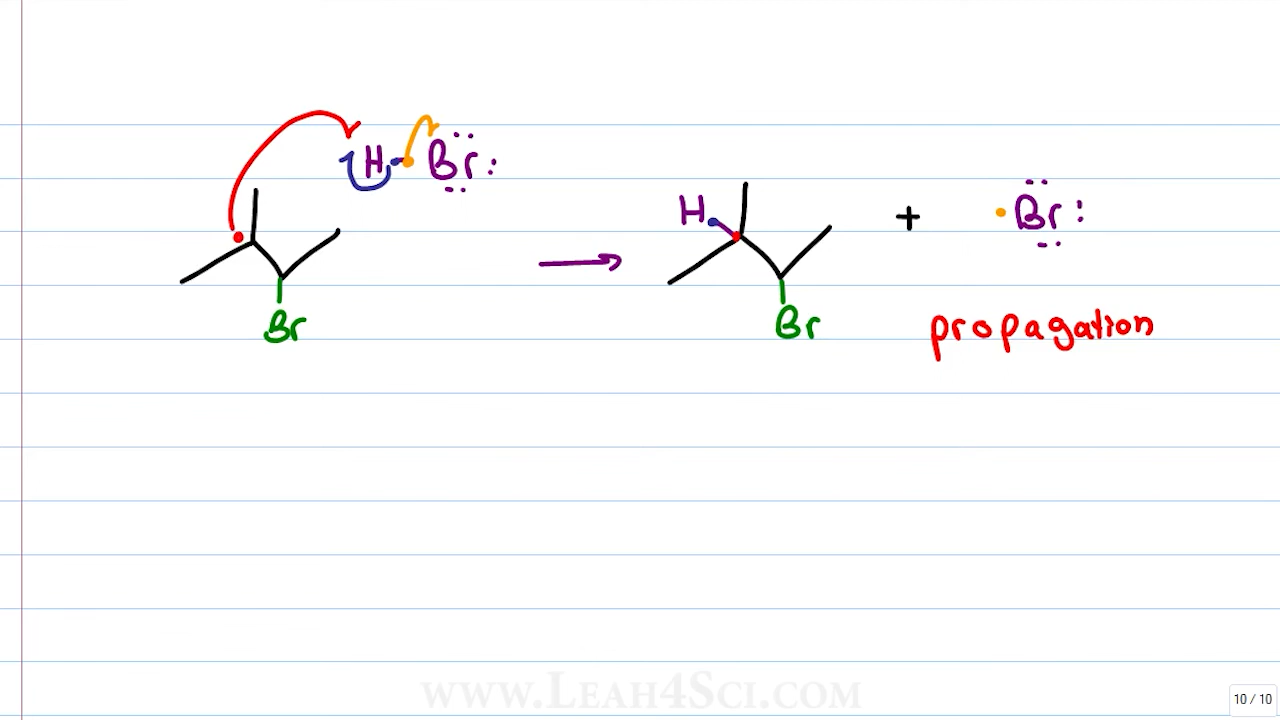 H Br:
Br
H
Br
+ •Br:
propagation
www.Leah4Sci.com
10 / 10